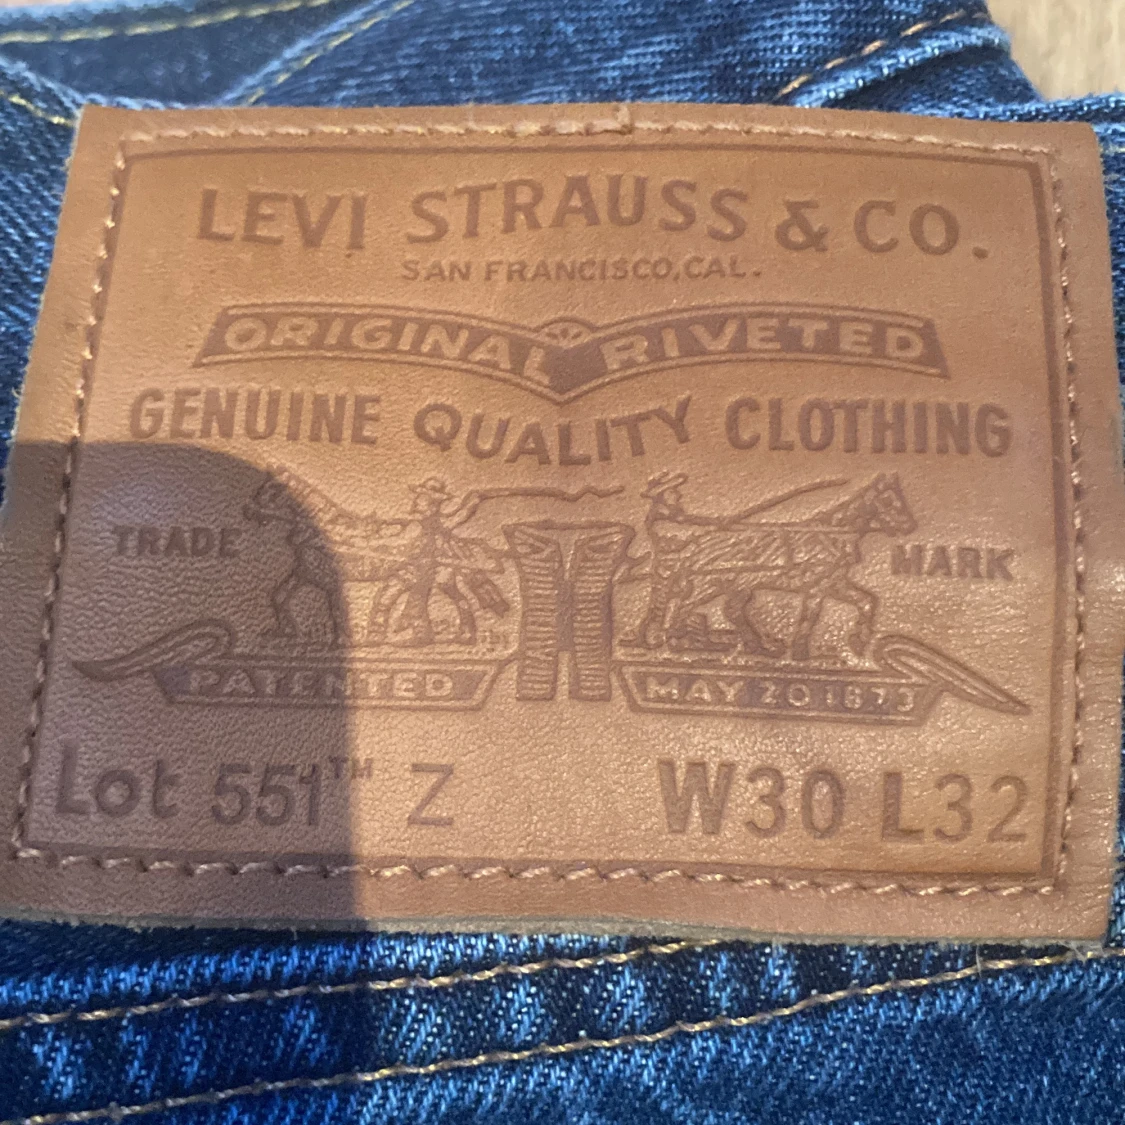 LEVI STRAUSS & CO.
SAN FRANCISCO, CAL.
ORIGINAL RIVETED
GENUINE QUALITY CLOTHING
TRADE MARK
PATENTED MAY 20 1873
Lot 551™ Z W30 L32